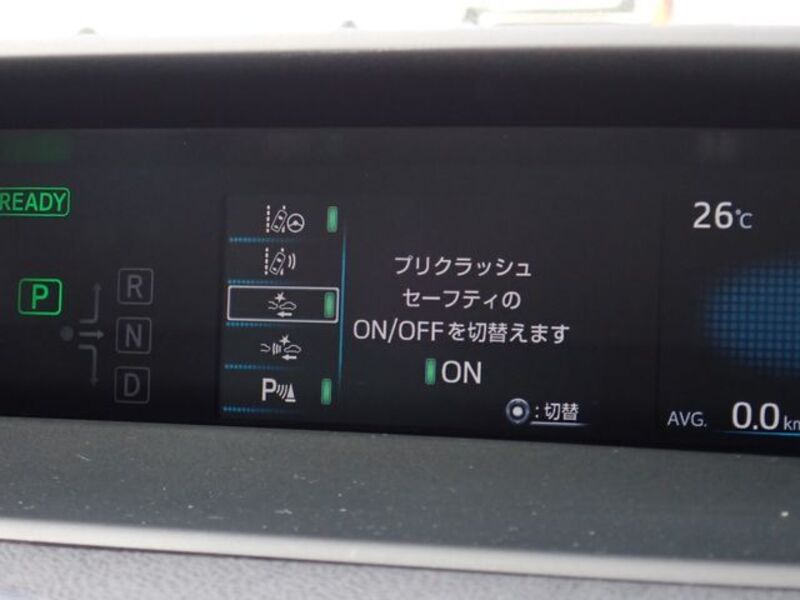 READY
P
R
N
D
P
プリクラッシュ
セーフティの
ON/OFFを切替えます
ON
:切替
26℃
AVG. 0.0 km